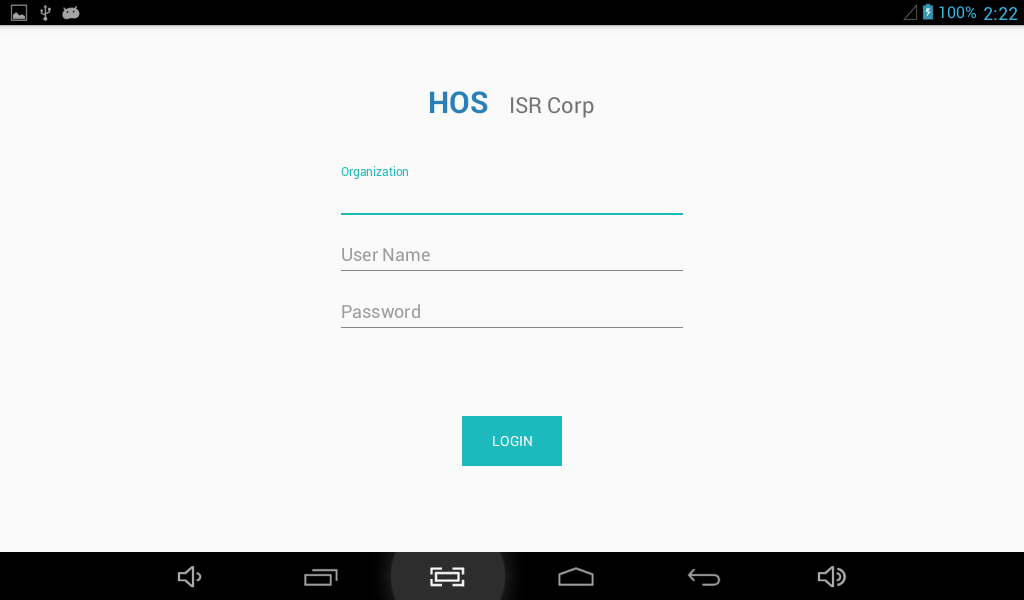 100% 2:22
HOS ISR Corp
Organization
User Name
Password
LOGIN